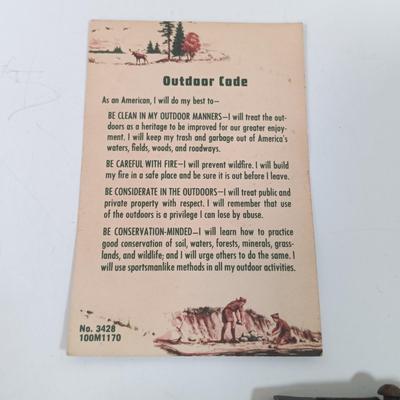 Outdoor Code
As an American, I will do my best to—
BE CLEAN IN MY OUTDOOR MANNERS—I will treat the out-
doors as a heritage to be improved for our greater enjoy-
ment. I will keep my trash and garbage out of America's
waters, fields, woods, and roadways.
BE CAREFUL WITH FIRE—I will prevent wildfire. I will build
my fire in a safe place and be sure it is out before I leave.
BE CONSIDERATE IN THE OUTDOORS—I will treat public and
private property with respect. I will remember that use
of the outdoors is a privilege I can lose by abuse.
BE CONSERVATION-MINDED—I will learn how to practice
good conservation of soil, waters, forests, minerals, grass-
lands, and wildlife; and I will urge others to do the same. I
will use sportsmanlike methods in all my outdoor activities.
No. 3428
100M1170